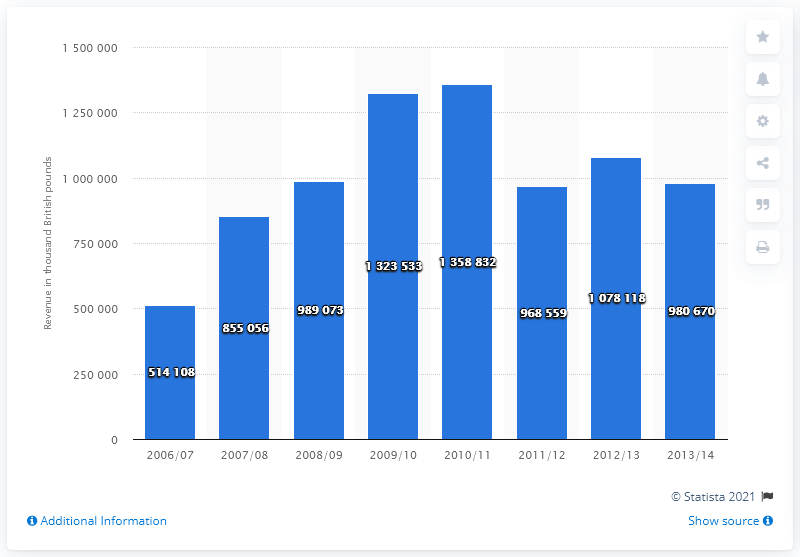 1 500 000
1 250 000
1 000 000
750 000
500 000
250 000
0
Revenue in thousand British pounds
514 108
855 056
989 073
1 323 533
1 358 832
968 559
1 078 118
980 670
2006/07 2007/08 2008/09 2009/10 2010/11 2011/12 2012/13 2013/14
© Statista 2021
Additional Information
Show source